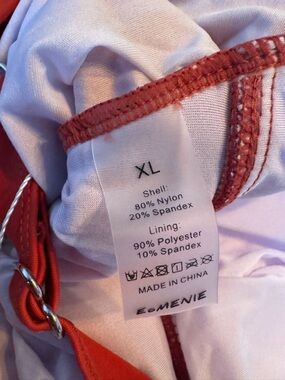 XL
Shell:
80% Nylon
20% Spandex
Lining:
90% Polyester
10% Spandex
MADE IN CHINA
EOMENIE